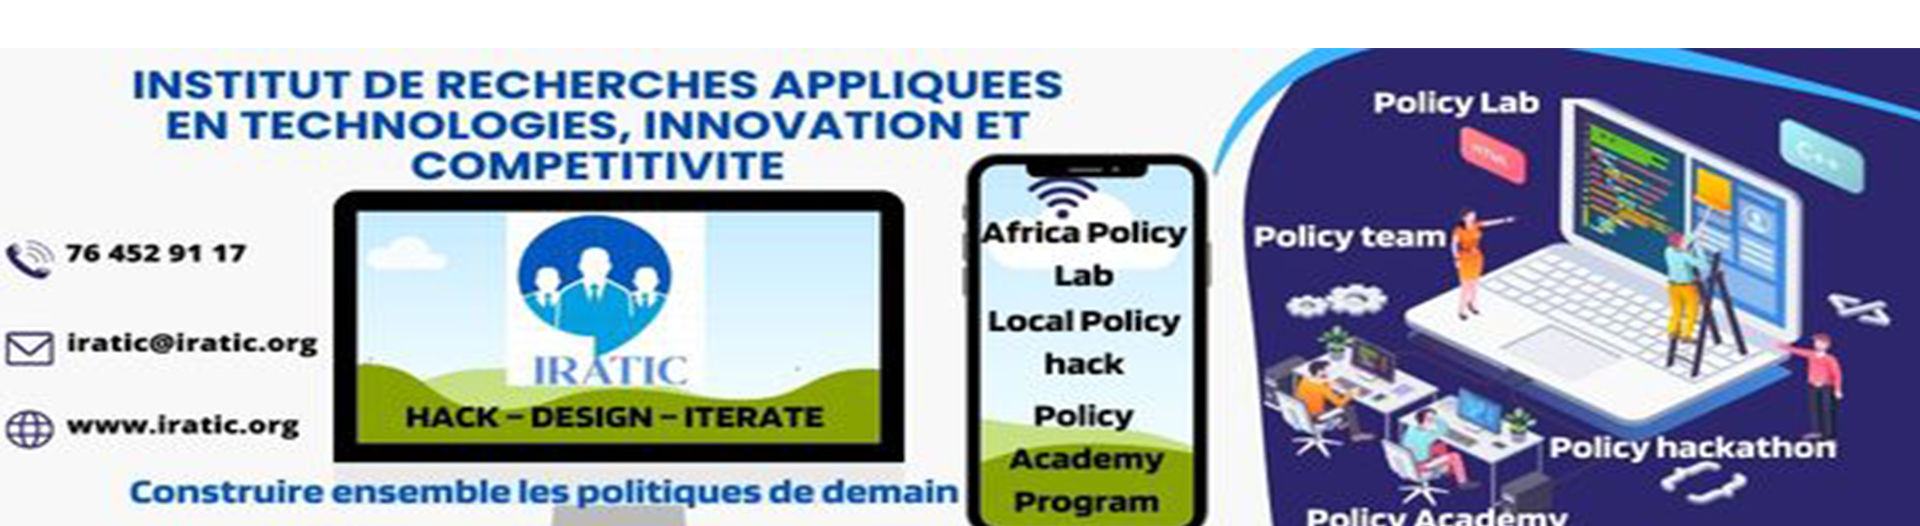 INSTITUT DE RECHERCHES APPLIQUEES
EN TECHNOLOGIES, INNOVATION ET
COMPETITIVITE
76 452 91 17
iratic@iratic.org
www.iratic.org
IRATIC
HACK – DESIGN – ITERATE
Construire ensemble les politiques de demain
Africa Policy
Lab
Local Policy
hack
Policy
Academy
Program
Policy Lab
HTML
C++
Policy team
Policy hackathon
Policy Academy